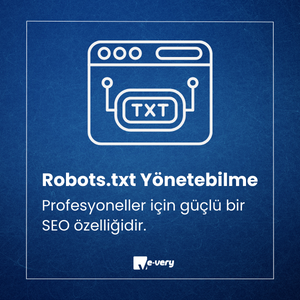 TXT
Robots.txt Yönetebilme
Profesyoneller için güçlü bir
SEO özelliğidir.
e-very